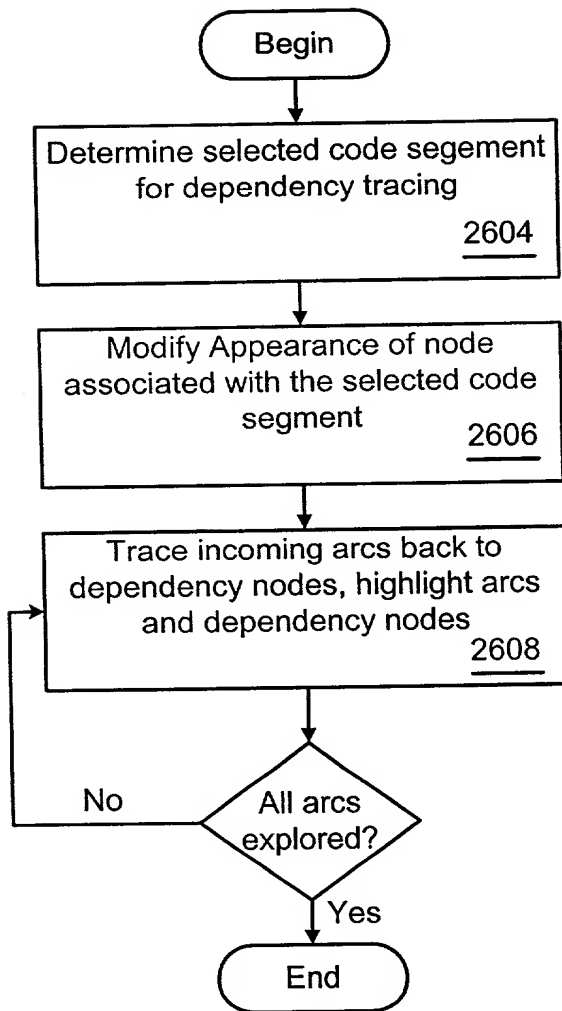 Begin
Determine selected code segement
for dependency tracing
2604
Modify Appearance of node
associated with the selected code
segment
2606
Trace incoming arcs back to
dependency nodes, highlight arcs
and dependency nodes
2608
No
All arcs
explored?
Yes
End